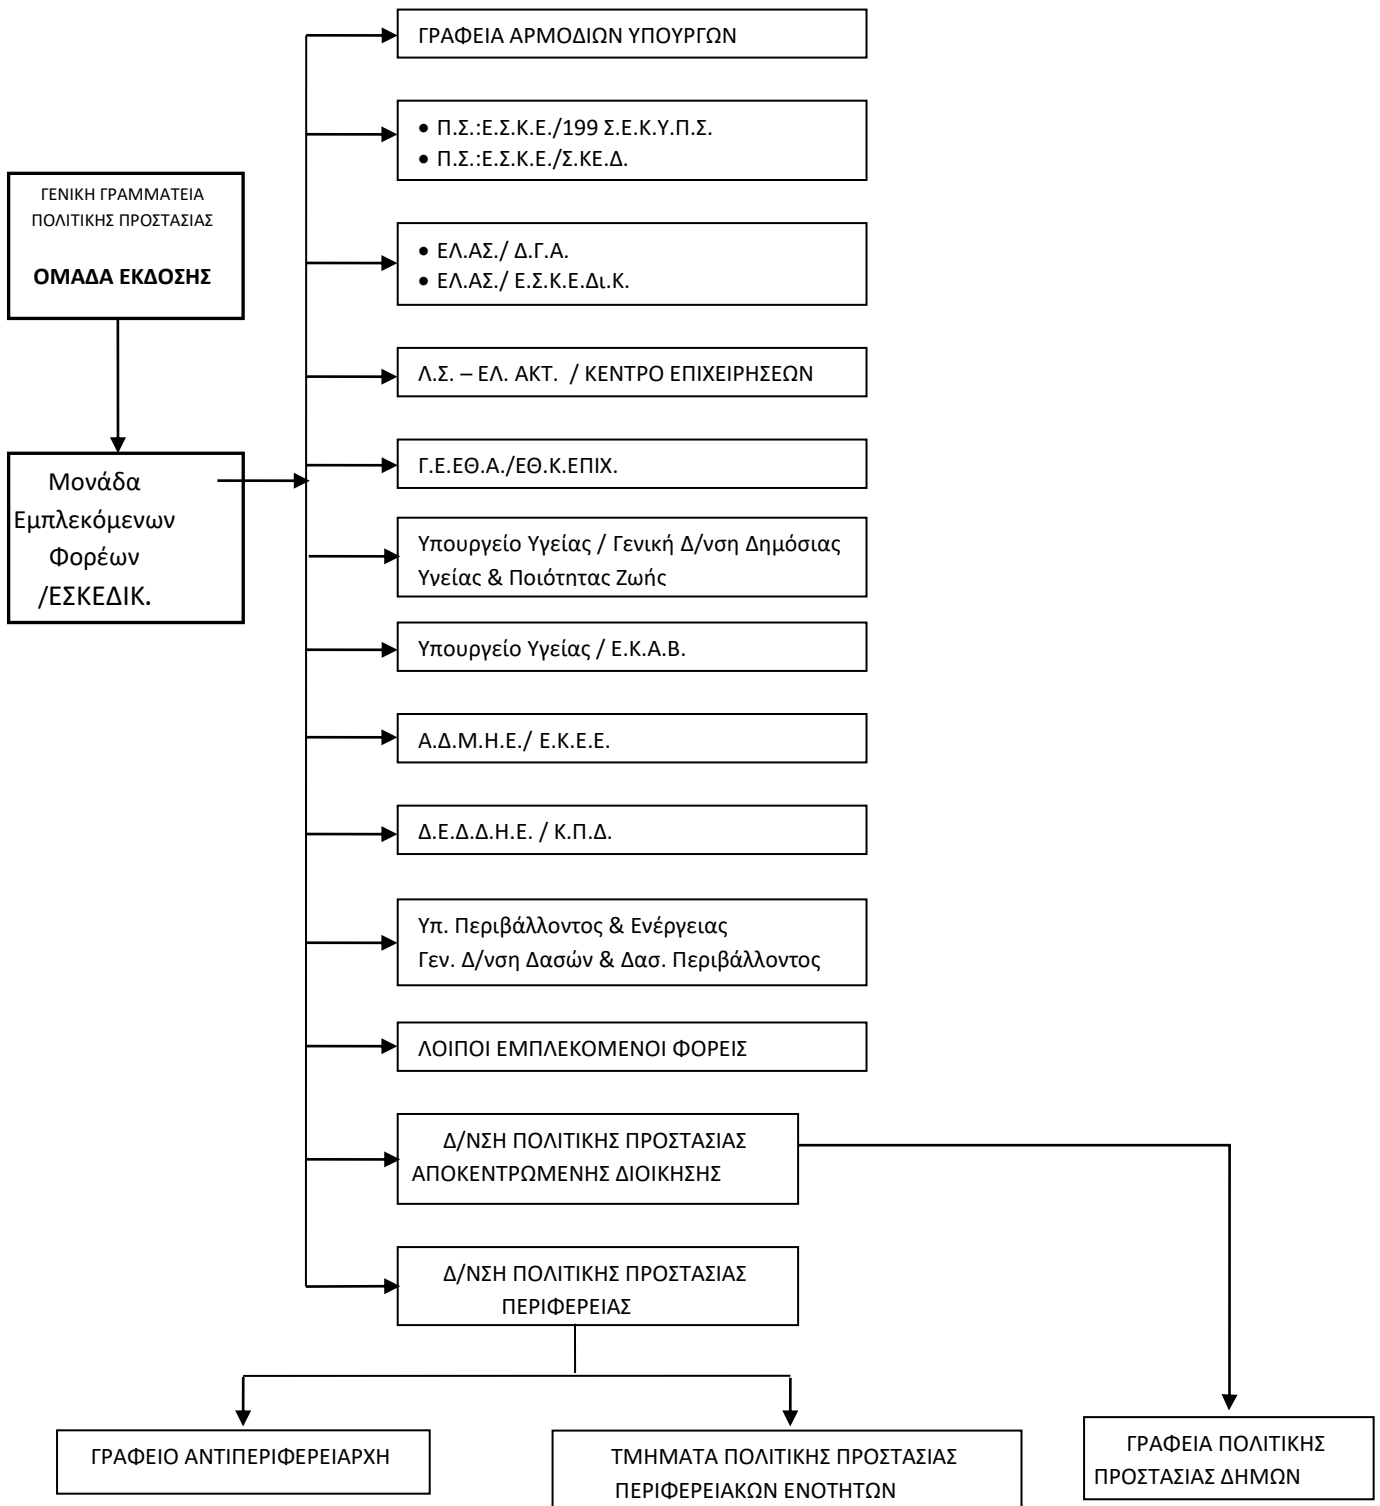 ΓΡΑΦΕΙΑ ΑΡΜΟΔΙΩΝ ΥΠΟΥΡΓΩΝ
• Π.Σ.:Ε.Σ.Κ.Ε./199 Σ.Ε.Κ.Υ.Π.Σ.
• Π.Σ.:Ε.Σ.Κ.Ε./Σ.ΚΕ.Δ.
ΓΕΝΙΚΗ ΓΡΑΜΜΑΤΕΙΑ
ΠΟΛΙΤΙΚΗΣ ΠΡΟΣΤΑΣΙΑΣ
ΟΜΑΔΑ ΕΚΔΟΣΗΣ
• ΕΛ.ΑΣ./ Δ.Γ.Α.
• ΕΛ.ΑΣ./ Ε.Σ.Κ.Ε.Δι.Κ.
Λ.Σ. – ΕΛ. ΑΚΤ. / ΚΕΝΤΡΟ ΕΠΙΧΕΙΡΗΣΕΩΝ
Μονάδα
Εμπλεκόμενων
Φορέων
/ΕΣΚΕΔΙΚ.
Γ.Ε.ΕΘ.Α./ΕΘ.Κ.ΕΠΙΧ.
Υπουργείο Υγείας / Γενική Δ/νση Δημόσιας
Υγείας & Ποιότητας Ζωής
Υπουργείο Υγείας / Ε.Κ.Α.Β.
Α.Δ.Μ.Η.Ε./ Ε.Κ.Ε.Ε.
Δ.Ε.Δ.Δ.Η.Ε. / Κ.Π.Δ.
Υπ. Περιβάλλοντος & Ενέργειας
Γεν. Δ/νση Δασών & Δασ. Περιβάλλοντος
ΛΟΙΠΟΙ ΕΜΠΛΕΚΟΜΕΝΟΙ ΦΟΡΕΙΣ
Δ/ΝΣΗ ΠΟΛΙΤΙΚΗΣ ΠΡΟΣΤΑΣΙΑΣ
ΑΠΟΚΕΝΤΡΩΜΕΝΗΣ ΔΙΟΙΚΗΣΗΣ
Δ/ΝΣΗ ΠΟΛΙΤΙΚΗΣ ΠΡΟΣΤΑΣΙΑΣ
ΠΕΡΙΦΕΡΕΙΑΣ
ΓΡΑΦΕΙΟ ΑΝΤΙΠΕΡΙΦΕΡΕΙΑΡΧΗ
ΤΜΗΜΑΤΑ ΠΟΛΙΤΙΚΗΣ ΠΡΟΣΤΑΣΙΑΣ
ΠΕΡΙΦΕΡΕΙΑΚΩΝ ΕΝΟΤΗΤΩΝ
ΓΡΑΦΕΙΑ ΠΟΛΙΤΙΚΗΣ
ΠΡΟΣΤΑΣΙΑΣ ΔΗΜΩΝ